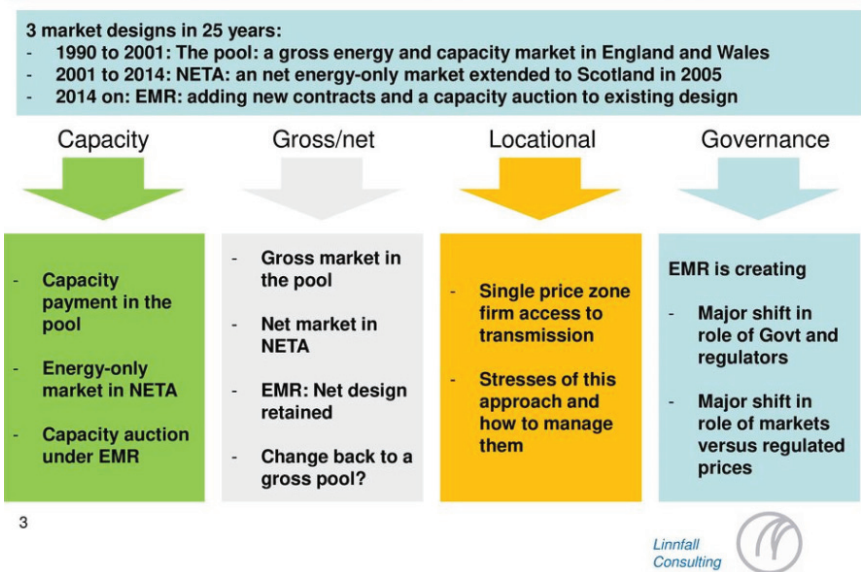 3 market designs in 25 years:
- 1990 to 2001: The pool: a gross energy and capacity market in England and Wales
- 2001 to 2014: NETA: an net energy-only market extended to Scotland in 2005
- 2014 on: EMR: adding new contracts and a capacity auction to existing design
Capacity
Gross/net
Locational
Governance
- Capacity
payment in the
pool
- Energy-only
market in NETA
- Capacity auction
under EMR
- Gross market in
the pool
- Net market in
NETA
- EMR: Net design
retained
- Change back to a
gross pool?
- Single price zone
firm access to
transmission
- Stresses of this
approach and
how to manage
them
EMR is creating
- Major shift in
role of Govt and
regulators
- Major shift in
role of markets
versus regulated
prices
3
Linnfall
Consulting